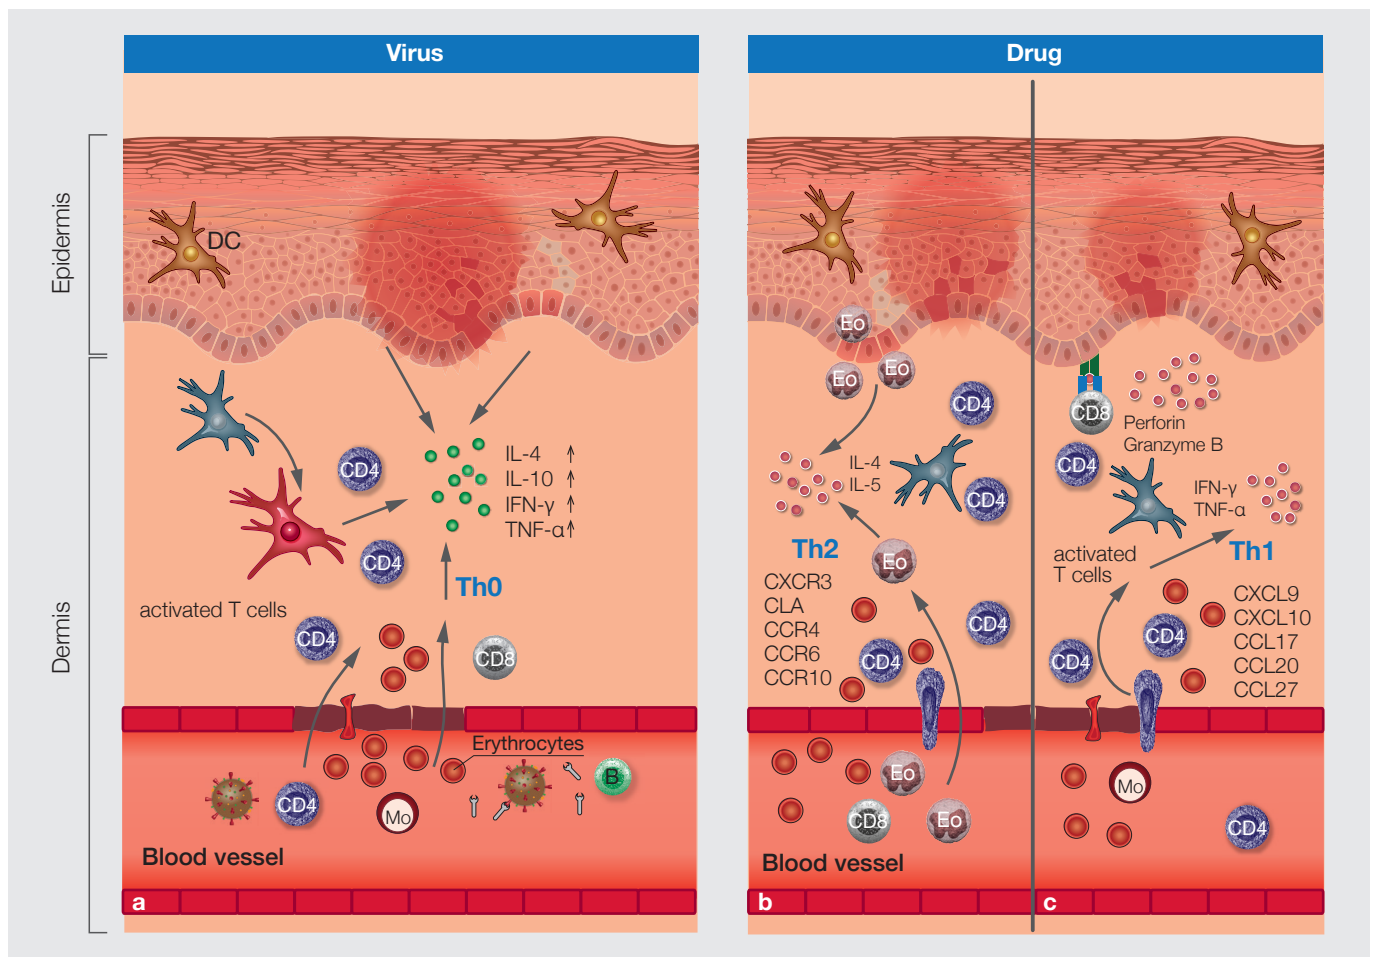 Virus
Drug
Epidermis
Dermis
DC
CD4
IL-4
IL-10
IFN-γ
TNF-α
CD4
Th0
activated T cells
CD4
CD8
Erythrocytes
CD4
Mo
B
Blood vessel
a
Eo
Eo
Eo
CD4
IL-4
IL-5
CD4
Th2
Eo
CXCR3
CLA
CCR4
CCR6
CCR10
CD4
CD4
Eo
CD8
Eo
Blood vessel
b
CD8
Perforin
Granzyme B
CD4
IFN-γ
TNF-α
activated
T cells
Th1
CXCL9
CXCL10
CCL17
CCL20
CCL27
CD4
CD4
Mo
CD4
c